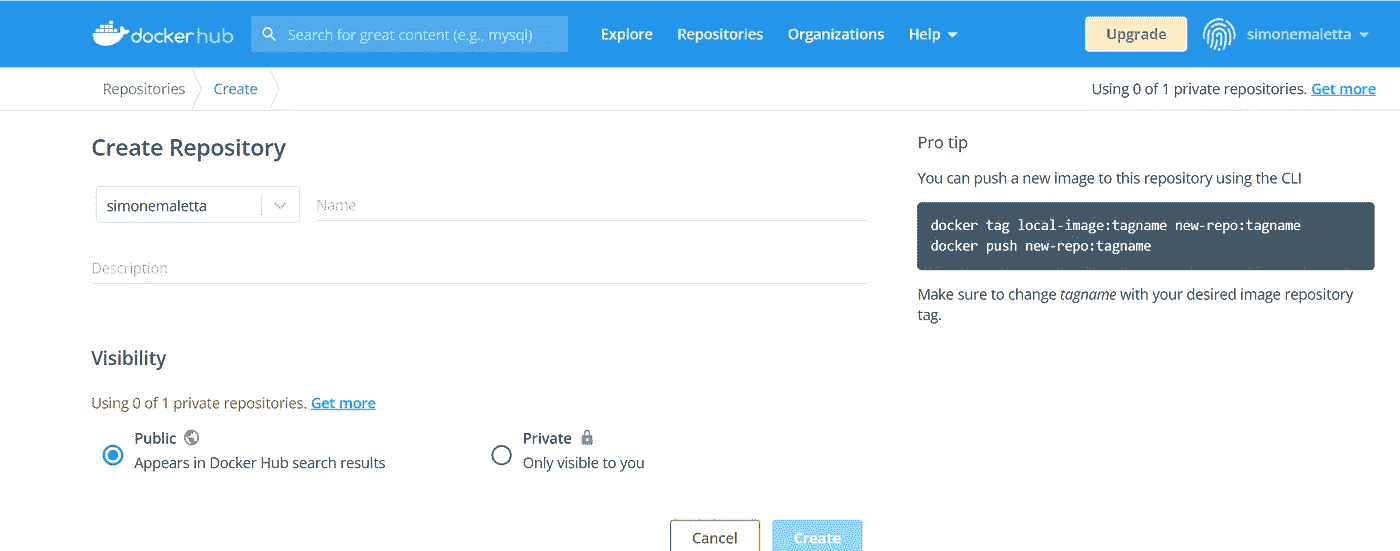 dockerhub
Search for great content (e.g., mysql)
Explore
Repositories
Organizations
Help
Upgrade
simonemaletta
Repositories
Create
Using 0 of 1 private repositories. Get more
Create Repository
simonemaletta
Name
Description
Visibility
Using 0 of 1 private repositories. Get more
Public
Appears in Docker Hub search results
Private
Only visible to you
Cancel
Create
Pro tip
You can push a new image to this repository using the CLI
docker tag local-image:tagname new-repo:tagname
docker push new-repo:tagname
Make sure to change tagname with your desired image repository
tag.